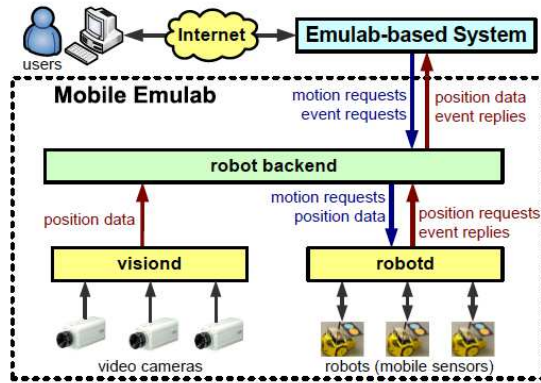 Internet
Emulab-based System
users
Mobile Emulab
motion requests
event requests
position data
event replies
robot backend
position data
motion requests
position data
position requests
event replies
visiond
robotd
video cameras
robots (mobile sensors)